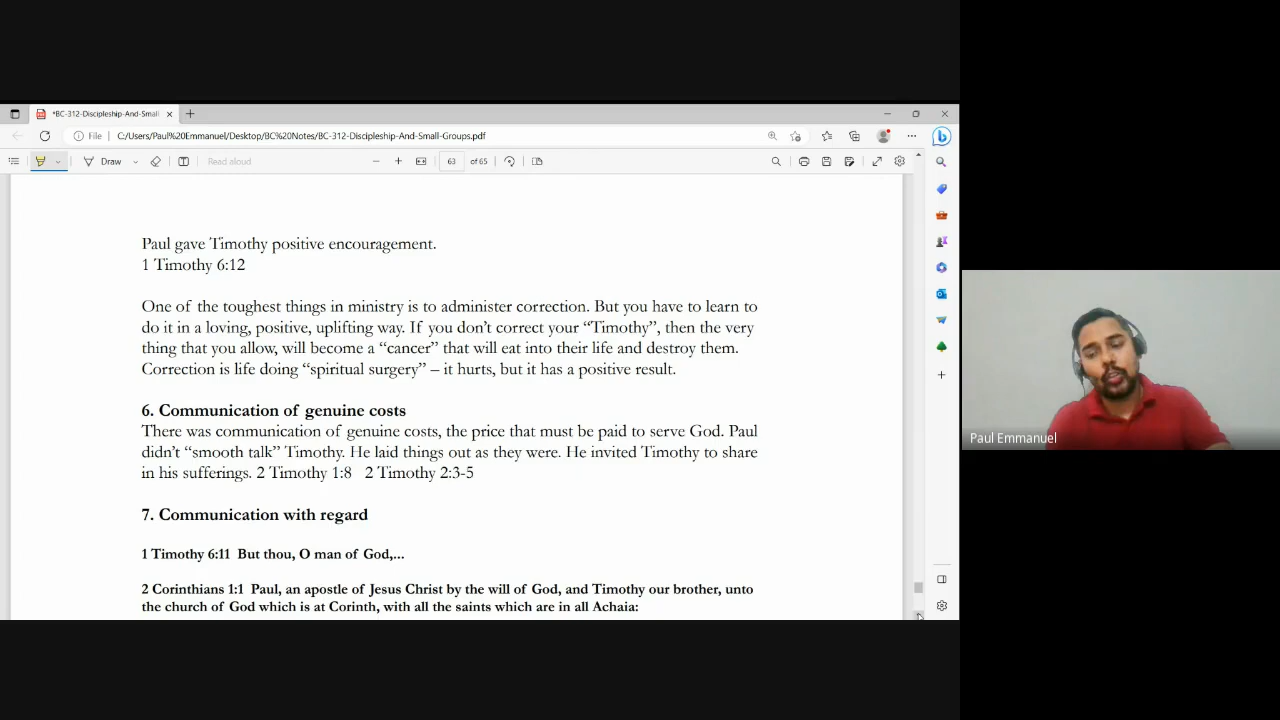 *BC-312-Discipleship-And-Small
File
C:/Users/Paul%20Emmanuel/Desktop/BC%20Notes/BC-312-Discipleship-And-Small-Groups.pdf
Draw
Read aloud
63 of 65
Paul gave Timothy positive encouragement.
1 Timothy 6:12
One of the toughest things in ministry is to administer correction. But you have to learn to
do it in a loving, positive, uplifting way. If you don’t correct your “Timothy”, then the very
thing that you allow, will become a “cancer” that will eat into their life and destroy them.
Correction is life doing “spiritual surgery” – it hurts, but it has a positive result.
6. Communication of genuine costs
There was communication of genuine costs, the price that must be paid to serve God. Paul
didn’t “smooth talk” Timothy. He laid things out as they were. He invited Timothy to share
in his sufferings. 2 Timothy 1:8 2 Timothy 2:3-5
7. Communication with regard
1 Timothy 6:11 But thou, O man of God,...
2 Corinthians 1:1 Paul, an apostle of Jesus Christ by the will of God, and Timothy our brother, unto
the church of God which is at Corinth, with all the saints which are in all Achaia:
Paul Emmanuel